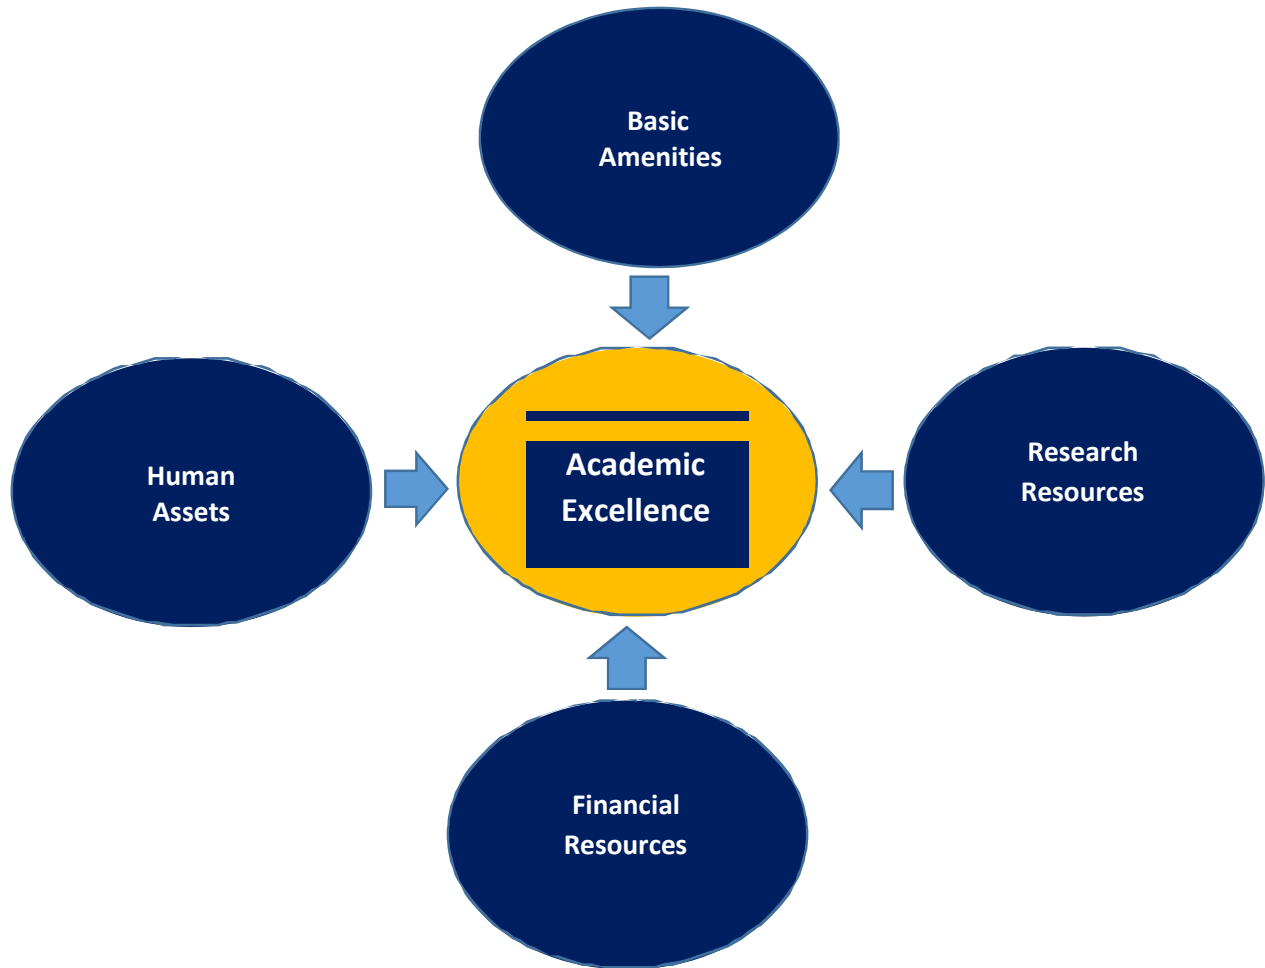 Basic
Amenities
Human
Assets
Academic
Excellence
Research
Resources
Financial
Resources